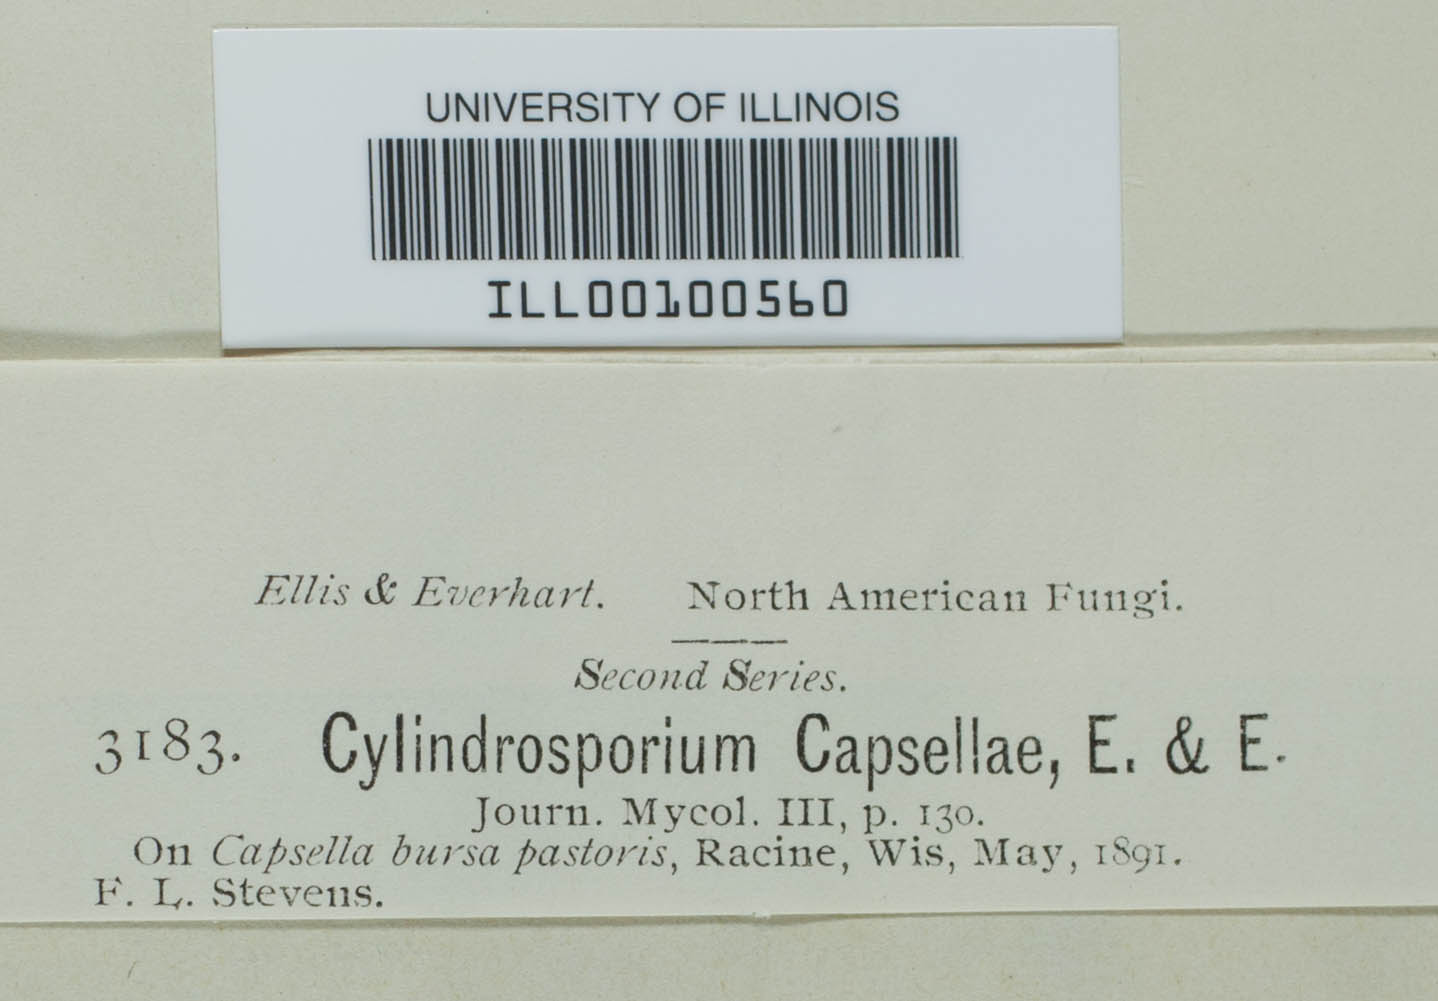 UNIVERSITY OF ILLINOIS
ILL00100560
Ellis & Everhart. North American Fungi.
Second Series.
3183. Cylindrosporium Capsellae, E. & E.
Journ. Mycol. III, p. 130.
On Capsella bursa pastoris, Racine, Wis, May, 1891.
F. L. Stevens.